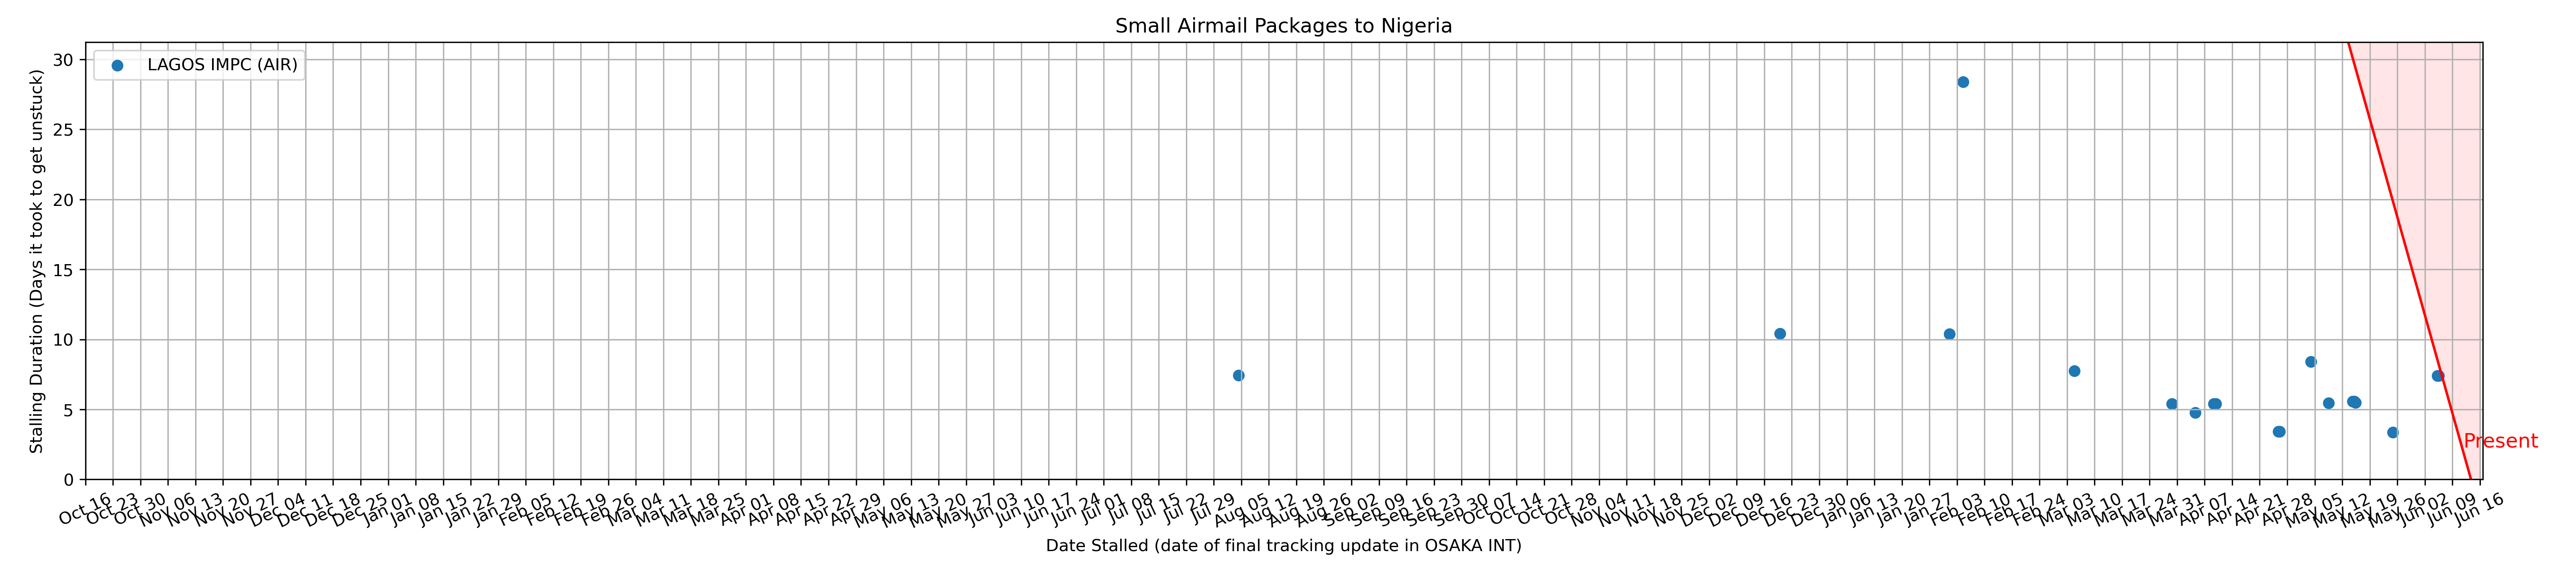 Small Airmail Packages to Nigeria
LAGOS IMPC (AIR)
Stalling Duration (Days it took to get unstuck)
30
25
20
15
10
5
0
Present
Oct 16 Oct 23 Oct 30 Nov 06 Nov 13 Nov 20 Nov 27 Dec 04 Dec 11 Dec 18 Dec 25 Jan 01 Jan 08 Jan 15 Jan 22 Jan 29 Feb 05 Feb 12 Feb 19 Feb 26 Mar 04 Mar 11 Mar 18 Mar 25 Apr 01 Apr 08 Apr 15 Apr 22 Apr 29 May 06 May 13 May 20 May 27 Jun 03 Jun 10 Jun 17 Jun 24 Jul 01 Jul 08 Jul 15 Jul 22 Jul 29 Aug 05 Aug 12 Aug 19 Aug 26 Sep 02 Sep 09 Sep 16 Sep 23 Sep 30 Oct 07 Oct 14 Oct 21 Oct 28 Nov 04 Nov 11 Nov 18 Nov 25 Dec 02 Dec 09 Dec 16 Dec 23 Dec 30 Jan 06 Jan 13 Jan 20 Jan 27 Feb 03 Feb 10 Feb 17 Feb 24 Mar 03 Mar 10 Mar 17 Mar 24 Mar 31 Apr 07 Apr 14 Apr 21 Apr 28 May 05 May 12 May 19 May 26 Jun 02 Jun 09 Jun 16
Date Stalled (date of final tracking update in OSAKA INT)